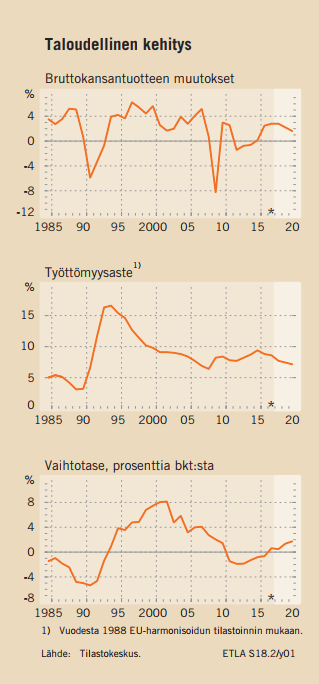 Taloudellinen kehitys
Bruttokansantuotteen muutokset
%
4
0
-4
-8
-12
*
1985 90 95 2000 05 10 15 20
Työttömyysaste1)
%
15
10
5
0
*
1985 90 95 2000 05 10 15 20
Vaihtotase, prosenttia bkt:sta
%
8
4
0
-4
-8
*
1985 90 95 2000 05 10 15 20
1) Vuodesta 1988 EU-harmonisoidun tilastoinnin mukaan.
Lähde: Tilastokeskus. ETLA S18.2/y01